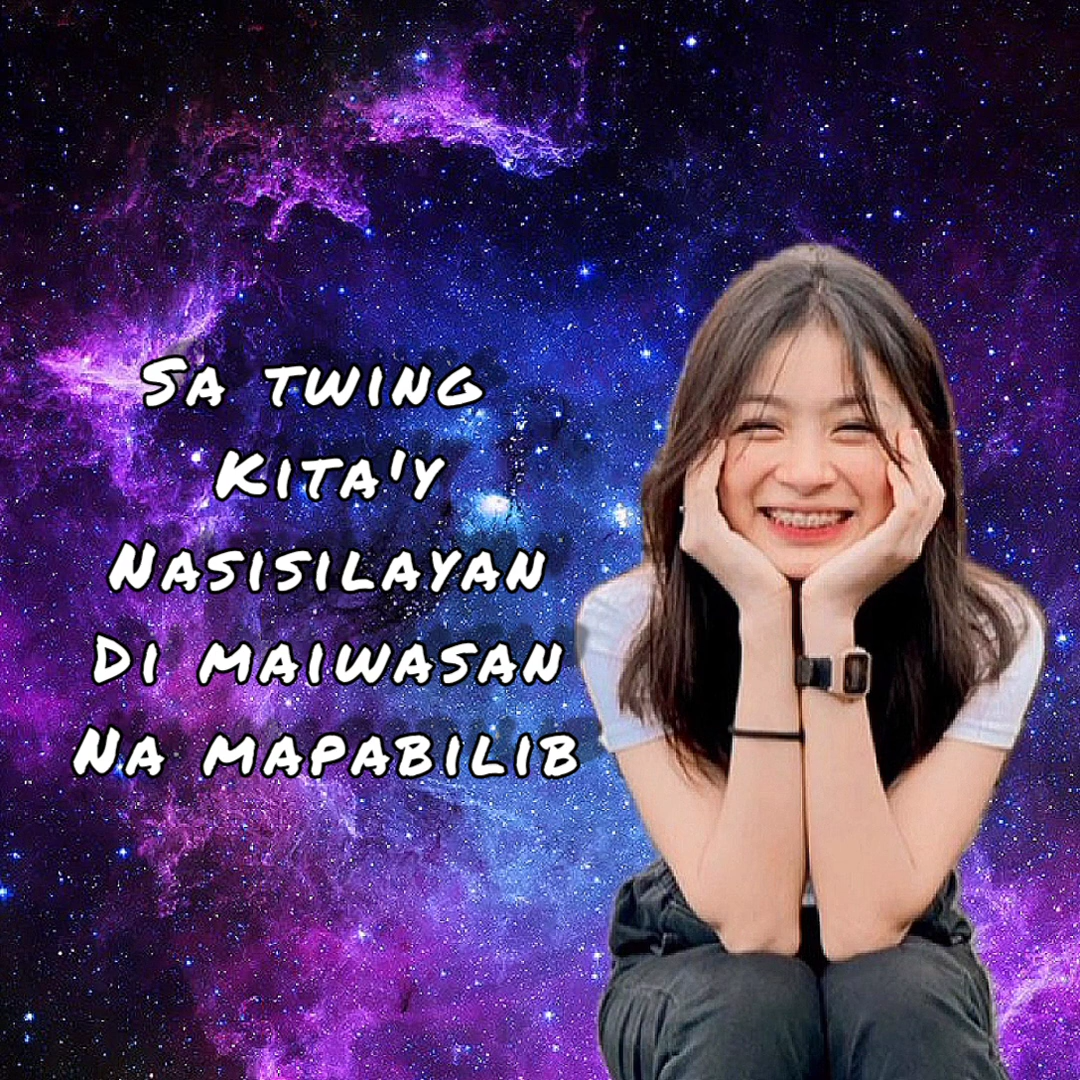 Sa twing
Kita'y
Nasisilayan
Di maiwasan
Na mapabilib